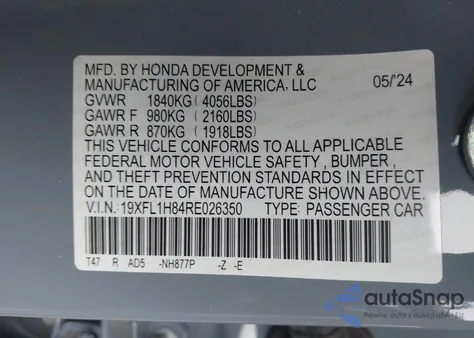 MFD. BY HONDA DEVELOPMENT &
MANUFACTURING OF AMERICA, LLC 05/'24
GVWR 1840KG (4056LBS)
GAWR F 980KG (2160LBS)
GAWR R 870KG (1918LBS)
THIS VEHICLE CONFORMS TO ALL APPLICABLE
FEDERAL MOTOR VEHICLE SAFETY , BUMPER ,
AND THEFT PREVENTION STANDARDS IN EFFECT
ON THE DATE OF MANUFACTURE SHOWN ABOVE.
V.I.N.: 19XFL1H84RE026350 TYPE: PASSENGER CAR
T47 R AD5 -NH877P -Z -E
autoSnap